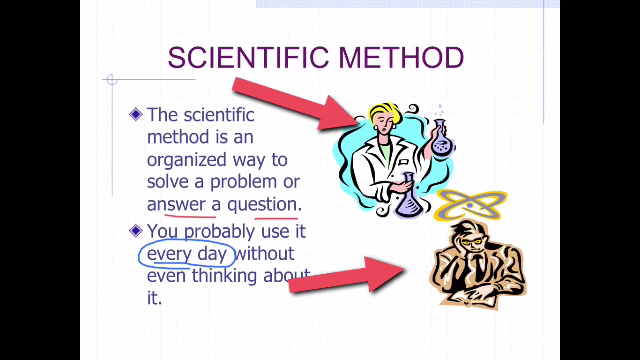 SCIENTIFIC METHOD
The scientific
method is an
organized way to
solve a problem or
answer a question.
You probably use it
every day without
even thinking about
it.